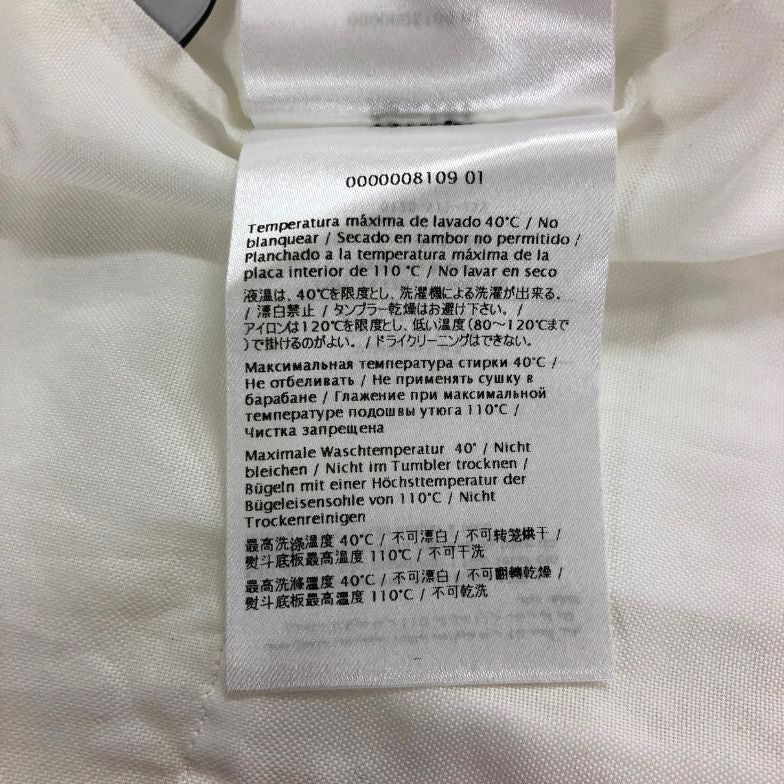 0000008109 01
Temperatura máxima de lavado 40°C / No
blanquear / Secado en tambor no permitido /
Planchado a la temperatura máxima de la
placa interior de 110 °C / No lavar en seco
液温は、40℃を限度とし、洗濯機による洗濯が出来る。
/ 漂白禁止 / タンブラー乾燥はお避け下さい。/
アイロンは120℃を限度とし、低い温度(80～120℃まで
)で掛けるのがよい。/ ドライクリーニングはできない。
Максимальная температура стирки 40°C /
Не отбеливать / Не применять сушку в
барабане / Глажение при максимальной
температуре подошвы утюга 110°C /
Чистка запрещена
Maximale Waschtemperatur 40° / Nicht
bleichen / Nicht im Tumbler trocknen /
Bügeln mit einer Höchsttemperatur der
Bügeleisensohle von 110°C / Nicht
Trockenreinigen
最高洗涤温度 40°C / 不可漂白 / 不可转笼烘干 /
熨斗底板最高温度 110°C / 不可干洗
最高洗滌溫度 40°C / 不可漂白 / 不可翻轉乾燥 /
熨斗底板最高溫度 110°C / 不可乾洗